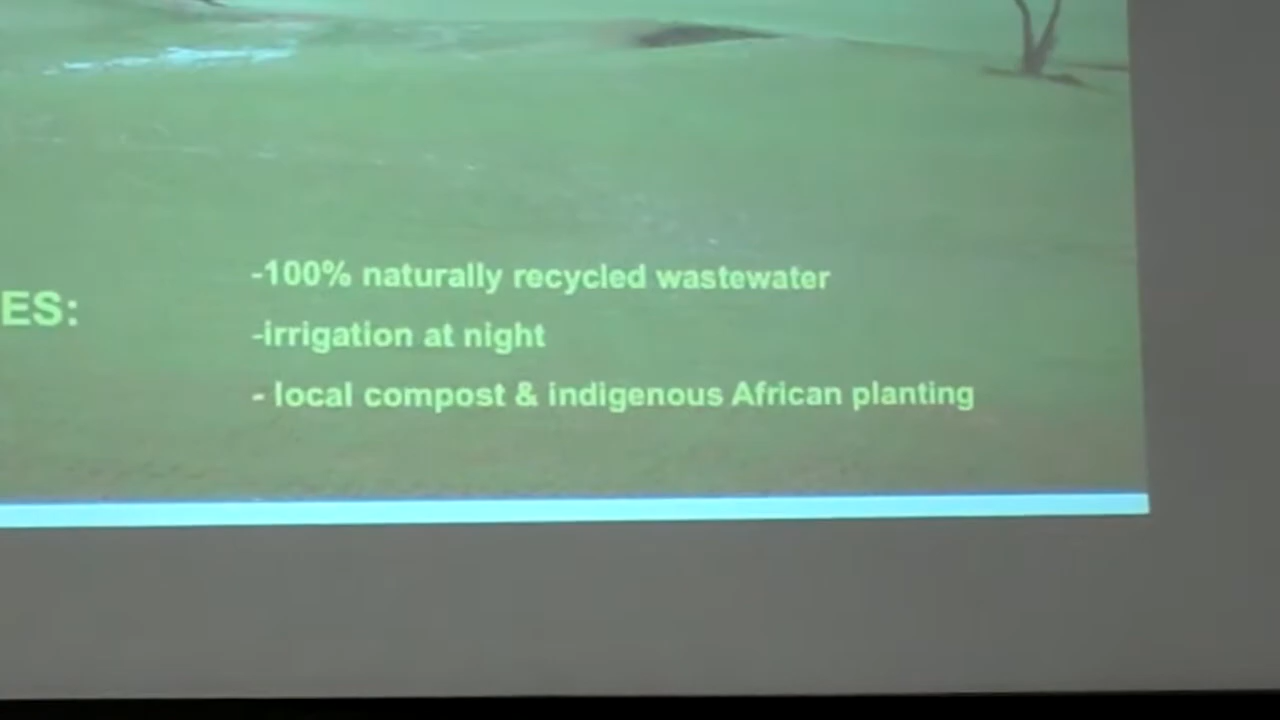 -100% naturally recycled wastewater
ES:
-irrigation at night
- local compost & indigenous African planting